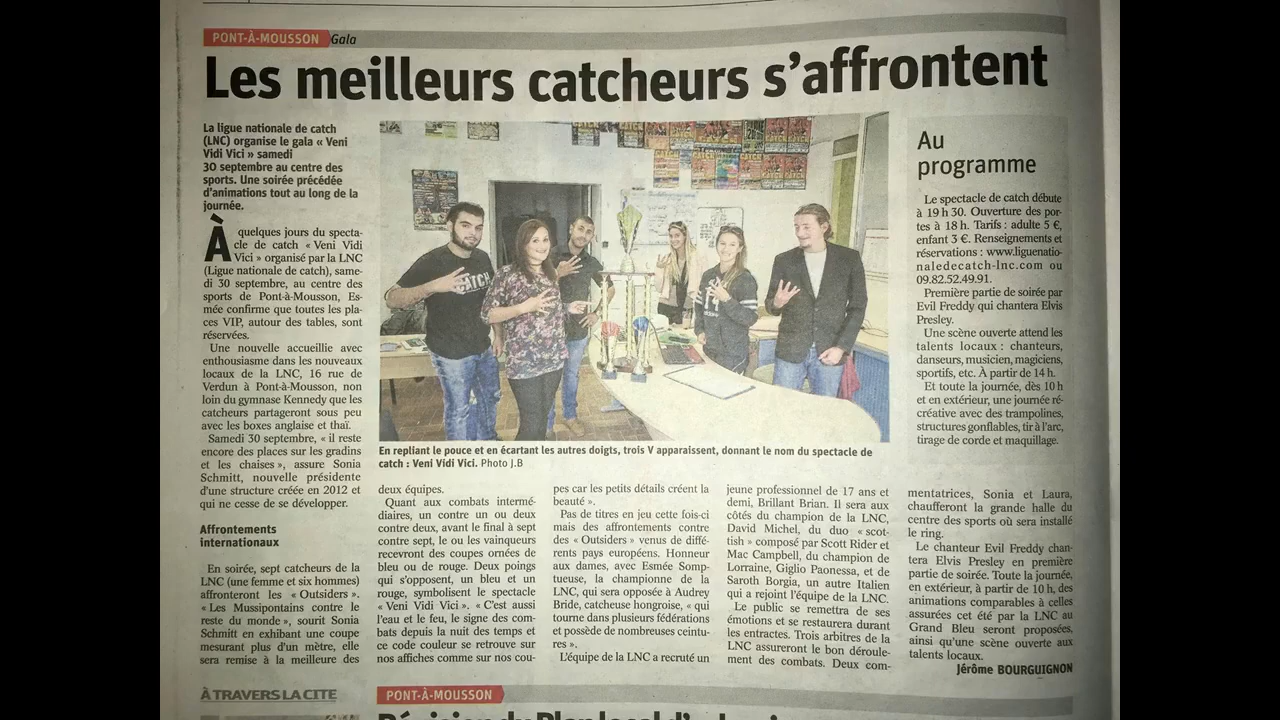 PONT-À-MOUSSON Gala
Les meilleurs catcheurs s'affrontent
La ligue nationale de catch
(LNC) organise le gala « Veni
Vidi Vici » samedi
30 septembre au centre des
sports. Une soirée précédée
d'animations tout au long de la
journée.
À quelques jours du specta-
cle de catch « Veni Vidi
Vici » organisé par la LNC
(Ligue nationale de catch), same-
di 30 septembre, au centre des
sports de Pont-à-Mousson, Es-
mée confirme que toutes les pla-
ces VIP, autour des tables, sont
réservées.
Une nouvelle accueillie avec
enthousiasme dans les nouveaux
locaux de la LNC, 16 rue de
Verdun à Pont-à-Mousson, non
loin du gymnase Kennedy que les
catcheurs partageront sous peu
avec les boxes anglaise et thaï.
Samedi 30 septembre, « il reste
encore des places sur les gradins
et les chaises », assure Sonia
Schmitt, nouvelle présidente
d'une structure créée en 2012 et
qui ne cesse de se développer.
Affrontements
internationaux
En soirée, sept catcheurs de la
LNC (une femme et six hommes)
affronteront les « Outsiders ».
« Les Mussipontains contre le
reste du monde », sourit Sonia
Schmitt en exhibant une coupe
mesurant plus d'un mètre, elle
sera remise à la meilleure des
En repliant le pouce et en écartant les autres doigts, trois V apparaissent, donnant le nom du spectacle de
catch : Veni Vidi Vici. Photo J.B
deux équipes.
Quant aux combats intermé-
diaires, un contre un ou deux
contre deux, avant le final à sept
contre sept, le ou les vainqueurs
recevront des coupes ornées de
bleu ou de rouge. Deux poings
qui s'opposent, un bleu et un
rouge, symbolisent le spectacle
« Veni Vidi Vici ». « C'est aussi
l'eau et le feu, le signe des com-
bats depuis la nuit des temps et
ce code couleur se retrouve sur
nos affiches comme sur nos cou-
pes car les petits détails créent la
beauté ».
Pas de titres en jeu cette fois-ci
mais des affrontements contre
des « Outsiders » venus de diffé-
rents pays européens. Honneur
aux dames, avec Esmée Somp-
tueuse, la championne de la
LNC, qui sera opposée à Audrey
Bride, catcheuse hongroise, « qui
tourne dans plusieurs fédérations
et possède de nombreuses ceintu-
res ».
L'équipe de la LNC a recruté un
jeune professionnel de 17 ans et
demi, Brillant Brian. Il sera aux
côtés du champion de la LNC,
David Michel, du duo « scot-
tish » composé par Scott Rider et
Mac Campbell, du champion de
Lorraine, Giglio Paonessa, et de
Saroth Borgia, un autre Italien
qui a rejoint l'équipe de la LNC.
Le public se remettra de ses
émotions et se restaurera durant
les entractes. Trois arbitres de la
LNC assureront le bon déroule-
ment des combats. Deux com-
mentatrices, Sonia et Laura,
chaufferont la grande halle du
centre des sports où sera installé
le ring.
Le chanteur Evil Freddy chan-
tera Elvis Presley en première
partie de soirée. Toute la journée,
en extérieur, à partir de 10 h, des
animations comparables à celles
assurées cet été par la LNC au
Grand Bleu seront proposées,
ainsi qu'une scène ouverte aux
talents locaux.
Jérôme BOURGUIGNON
Au
programme
Le spectacle de catch débute
à 19 h 30. Ouverture des por-
tes à 18 h. Tarifs : adulte 5 €,
enfant 3 €. Renseignements et
réservations : www.liguenatio-
naledecatch-lnc.com ou
09.82.52.49.91.
Première partie de soirée par
Evil Freddy qui chantera Elvis
Presley.
Une scène ouverte attend les
talents locaux : chanteurs,
danseurs, musicien, magiciens,
sportifs, etc. À partir de 14 h.
Et toute la journée, dès 10 h
et en extérieur, une journée ré-
créative avec des trampolines,
structures gonflables, tir à l'arc,
tirage de corde et maquillage.
CATCH
À TRAVERS LA CITE
PONT-À-MOUSSON
Révision du Plan local d'urbanisme